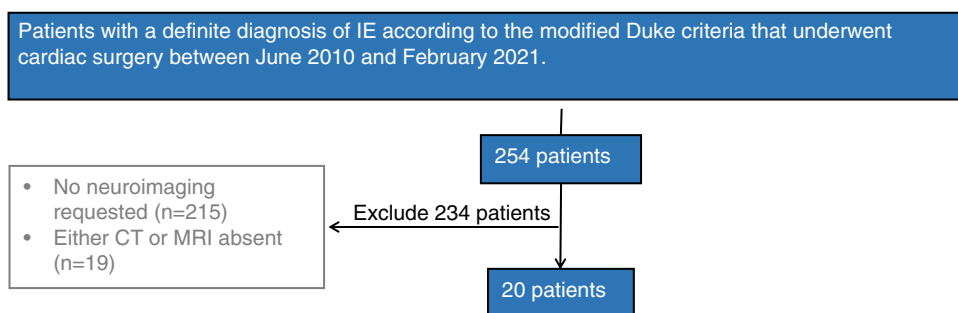 Patients with a definite diagnosis of IE according to the modified Duke criteria that underwent
cardiac surgery between June 2010 and February 2021.
254 patients
• No neuroimaging
requested (n=215)
• Either CT or MRI absent
(n=19)
Exclude 234 patients
20 patients